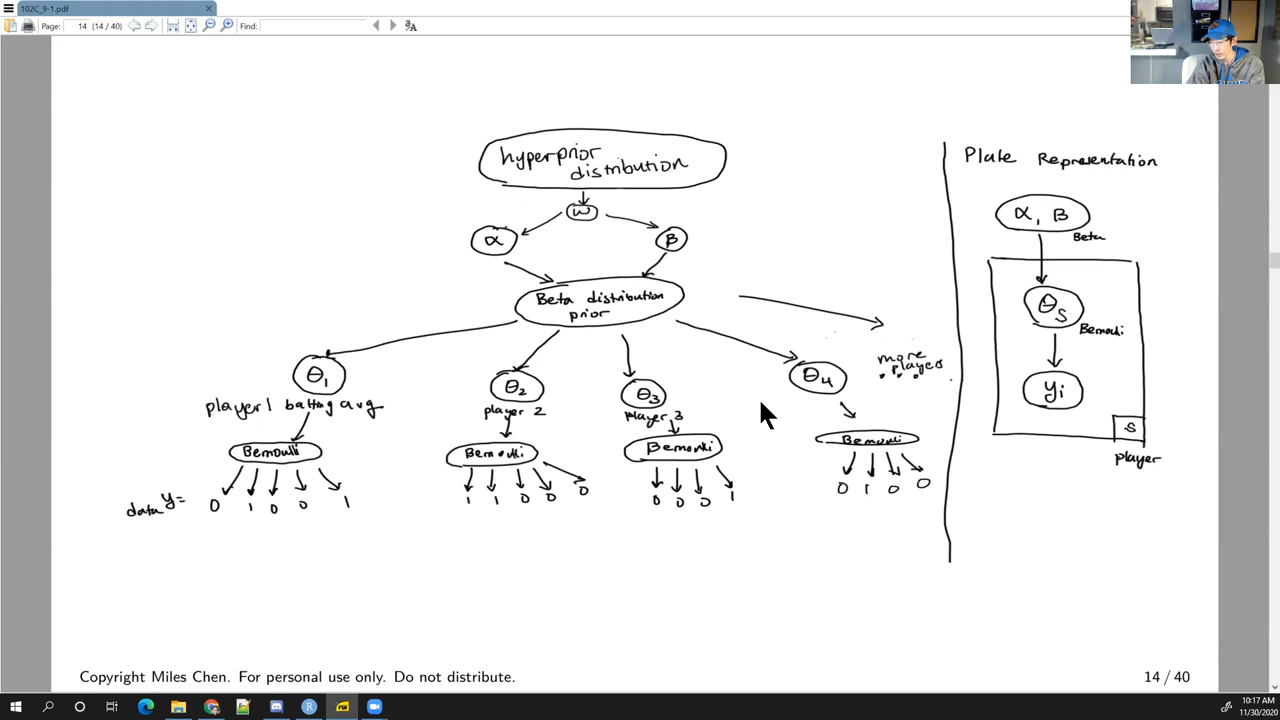 102C_9-1.pdf
Page: 14 (14 / 40) Find:
hyperprior
distribution
ω
α β
Beta distribution
prior
θ1
player 1 batting avg
θ2
player 2
θ3
player 3
θ4
more
players
...
Bernoulli Bernoulli Bernoulli Bernoulli
data y= 0 1 0 0 1 1 1 0 0 0 0 0 0 1 0 1 0 0
Plate Representation
α, β
Beta
θs
Bernoulli
yi
s
player
Copyright Miles Chen. For personal use only. Do not distribute.
14 / 40
10:17 AM
11/30/2020